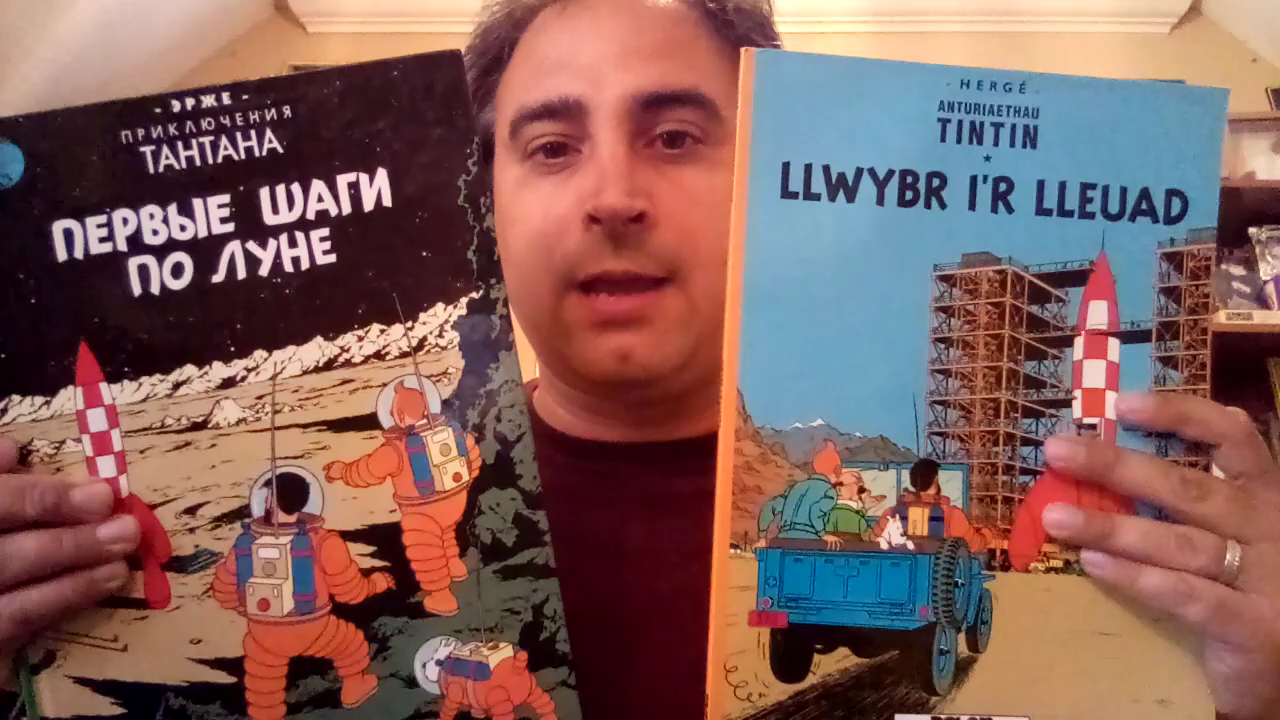 - ЭРЖЕ -
ПРИКЛЮЧЕНИЯ
ТАНТАНА
ПЕРВЫЕ ШАГИ
ПО ЛУНЕ
- HERGÉ -
ANTURIAETHAU
TINTIN
LLWYBR I'R LLEUAD